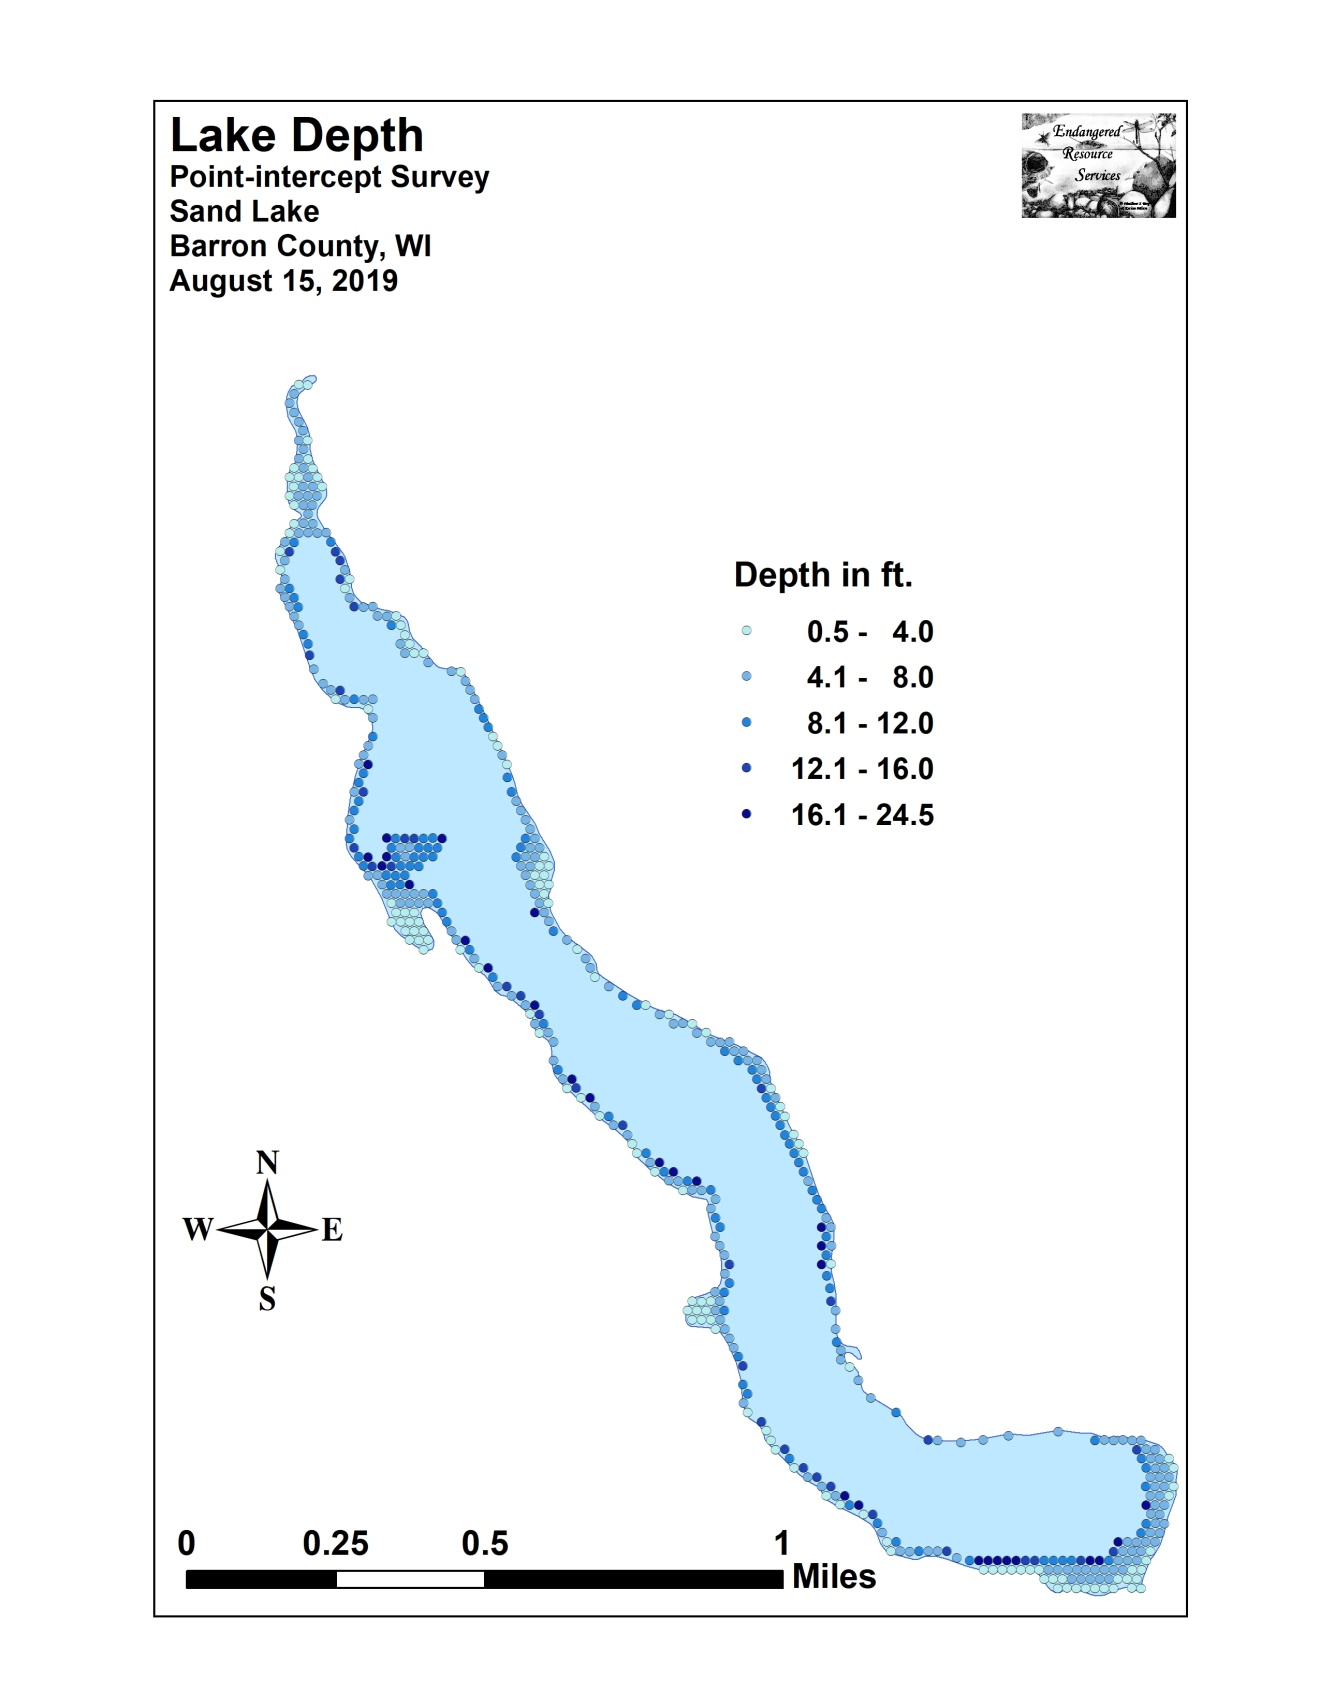 Lake Depth
Point-intercept Survey
Sand Lake
Barron County, WI
August 15, 2019
Endangered
Resource
Services
Depth in ft.
0.5 - 4.0
4.1 - 8.0
8.1 - 12.0
12.1 - 16.0
16.1 - 24.5
N
W E
S
0 0.25 0.5 1
Miles